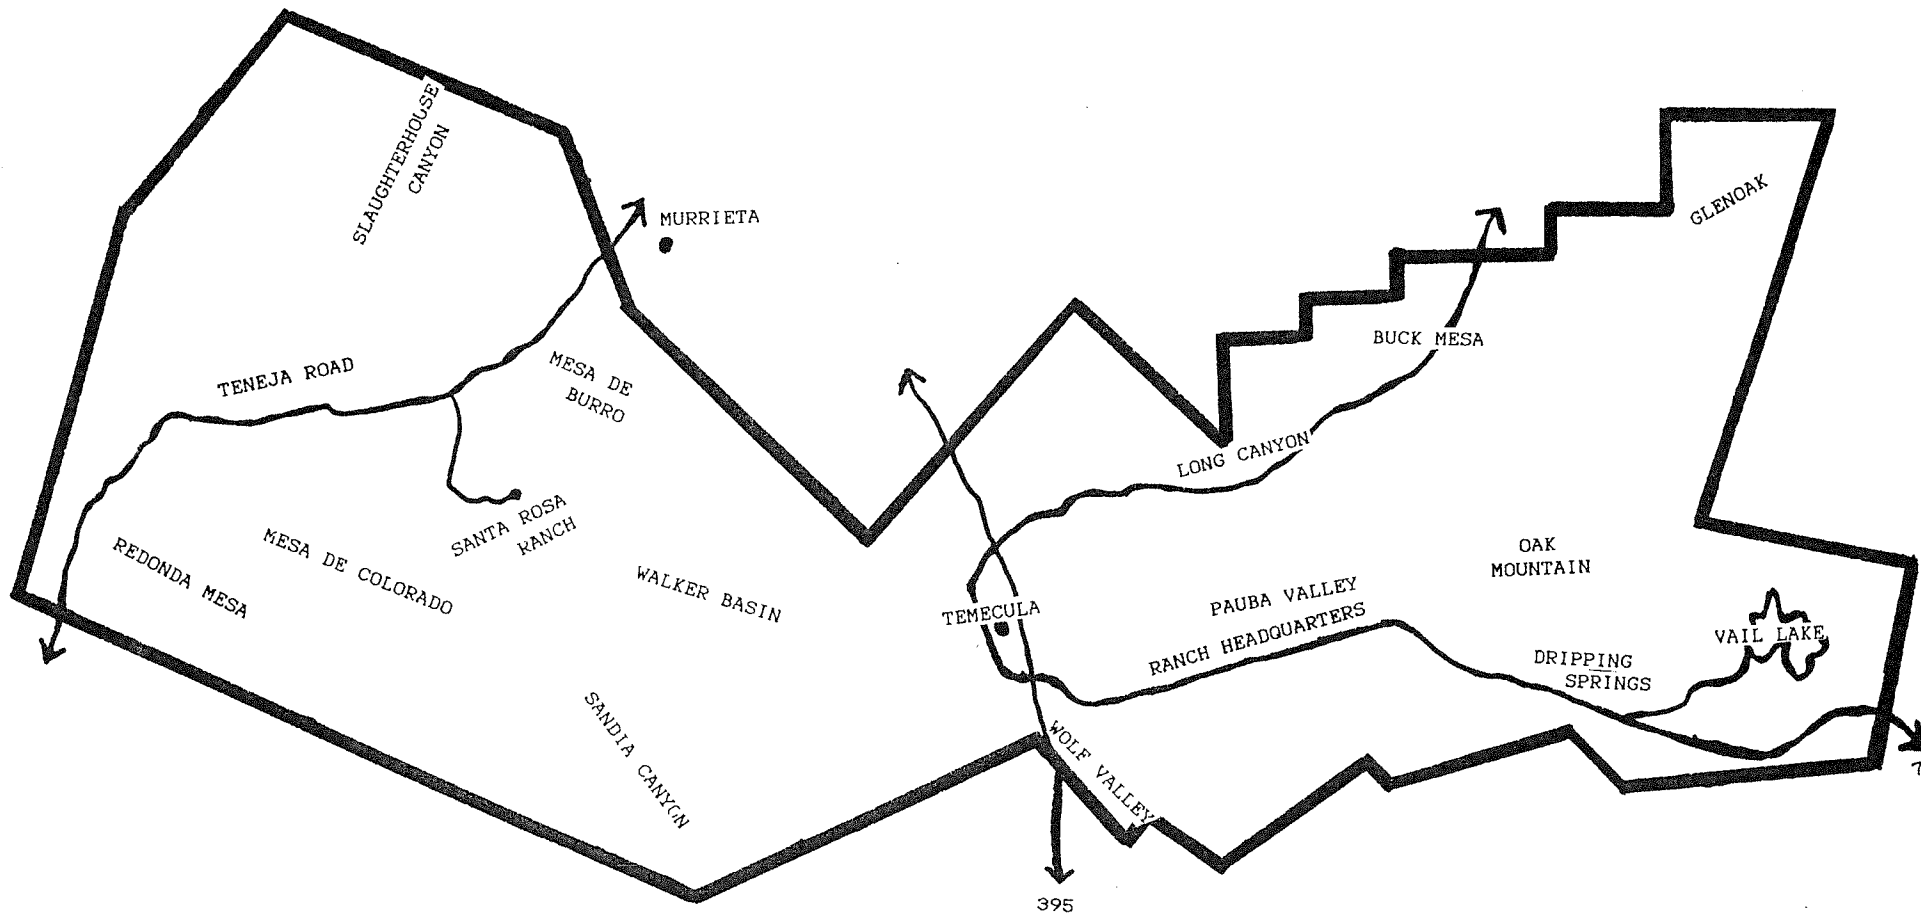 SLAUGHTERHOUSE
CANYON
MURRIETA
GLENOAK
TENEJA ROAD
MESA DE
BURRO
BUCK MESA
LONG CANYON
SANTA ROSA
RANCH
REDONDA MESA
MESA DE COLORADO
WALKER BASIN
OAK
MOUNTAIN
TEMECULA
PAUBA VALLEY
RANCH HEADQUARTERS
VAIL LAKE
DRIPPING
SPRINGS
SANDIA CANYON
WOLF VALLEY
395